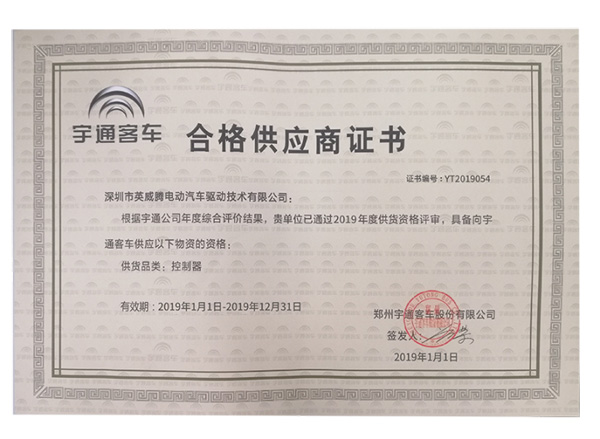 宇通客车
合格供应商证书
证书编号：YT2019054
深圳市英威腾电动汽车驱动技术有限公司：
根据宇通公司年度综合评价结果，贵单位已通过2019年度供货资格评审，具备向宇
通客车供应以下物资的资格：
供货品类：控制器
有效期：2019年1月1日-2019年12月31日
郑州宇通客车股份有限公司
签发人：
2019年1月1日